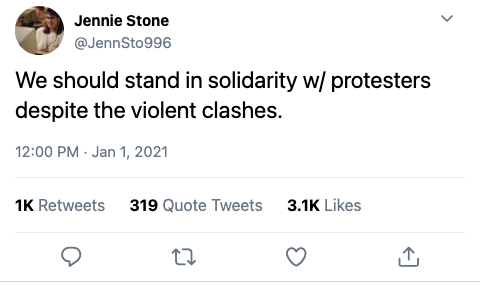 Jennie Stone
@JennSto996
We should stand in solidarity w/ protesters
despite the violent clashes.
12:00 PM · Jan 1, 2021
1K Retweets 319 Quote Tweets 3.1K Likes